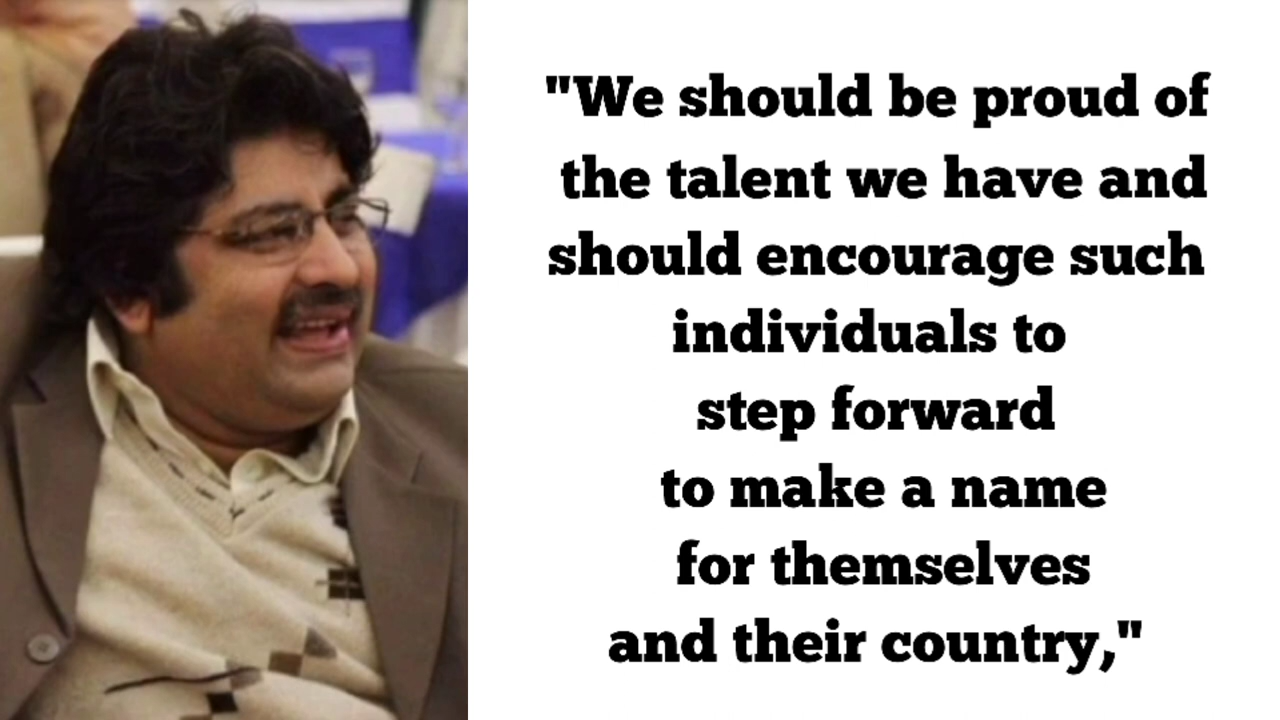 "We should be proud of
the talent we have and
should encourage such
individuals to
step forward
to make a name
for themselves
and their country,"